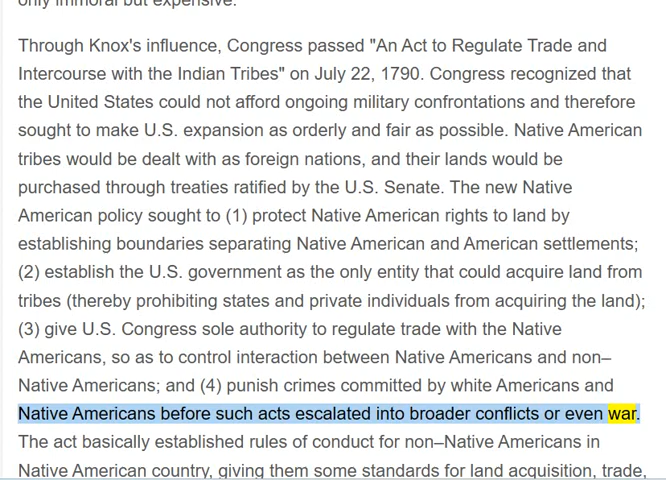 only immoral but expensive.
Through Knox's influence, Congress passed "An Act to Regulate Trade and
Intercourse with the Indian Tribes" on July 22, 1790. Congress recognized that
the United States could not afford ongoing military confrontations and therefore
sought to make U.S. expansion as orderly and fair as possible. Native American
tribes would be dealt with as foreign nations, and their lands would be
purchased through treaties ratified by the U.S. Senate. The new Native
American policy sought to (1) protect Native American rights to land by
establishing boundaries separating Native American and American settlements;
(2) establish the U.S. government as the only entity that could acquire land from
tribes (thereby prohibiting states and private individuals from acquiring the land);
(3) give U.S. Congress sole authority to regulate trade with the Native
Americans, so as to control interaction between Native Americans and non–
Native Americans; and (4) punish crimes committed by white Americans and
Native Americans before such acts escalated into broader conflicts or even war.
The act basically established rules of conduct for non–Native Americans in
Native American country, giving them some standards for land acquisition, trade,